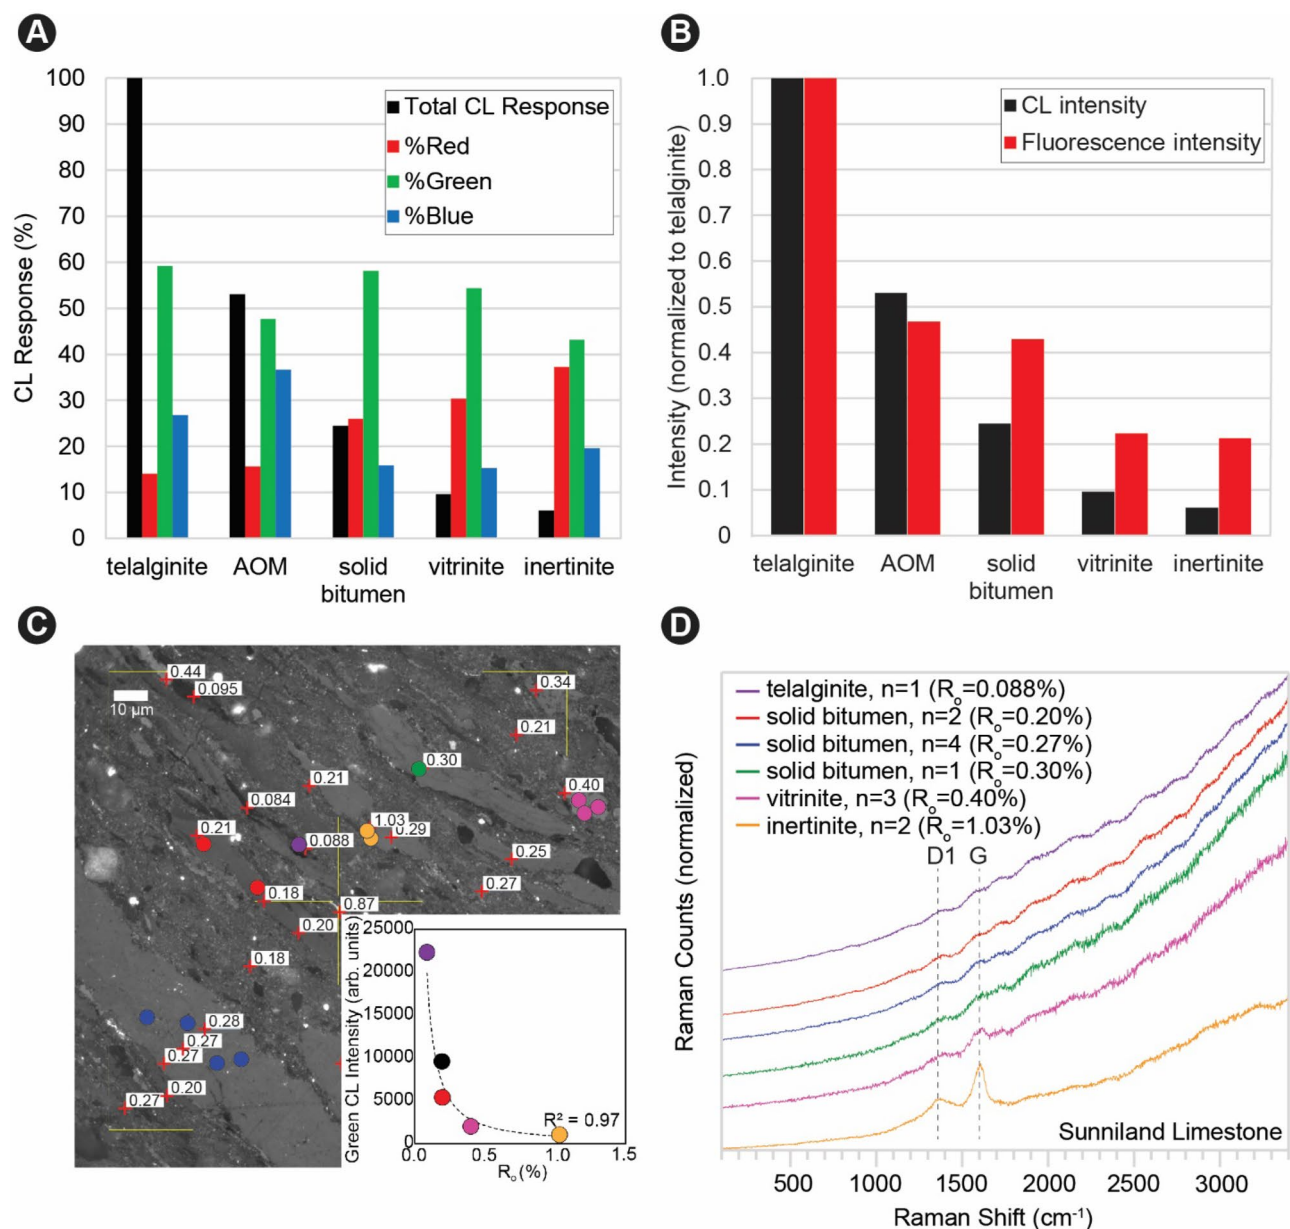 A
100
90
80
70
60
50
40
30
20
10
0
CL Response (%)
Total CL Response
%Red
%Green
%Blue
telalginite
AOM
solid
bitumen
vitrinite
inertinite
B
1.0
0.9
0.8
0.7
0.6
0.5
0.4
0.3
0.2
0.1
0
Intensity (normalized to telalginite)
CL intensity
Fluorescence intensity
telalginite
AOM
solid
bitumen
vitrinite
inertinite
C
0.44
0.095
10 µm
0.34
0.21
0.30
0.21
0.40
0.084
1.03
0.29
0.21
0.088
0.25
0.27
0.18
0.87
0.20
0.18
0.28
0.27
0.27
0.20
0.27
Green CL Intensity (arb. units)
25000
20000
15000
10000
5000
0
R² = 0.97
0.0
0.5
1.0
1.5
Ro (%)
D
telalginite, n=1 (Ro=0.088%)
solid bitumen, n=2 (Ro=0.20%)
solid bitumen, n=4 (Ro=0.27%)
solid bitumen, n=1 (Ro=0.30%)
vitrinite, n=3 (Ro=0.40%)
inertinite, n=2 (Ro=1.03%)
D1 G
Raman Counts (normalized)
Sunniland Limestone
500 1000 1500 2000 2500 3000
Raman Shift (cm-1)